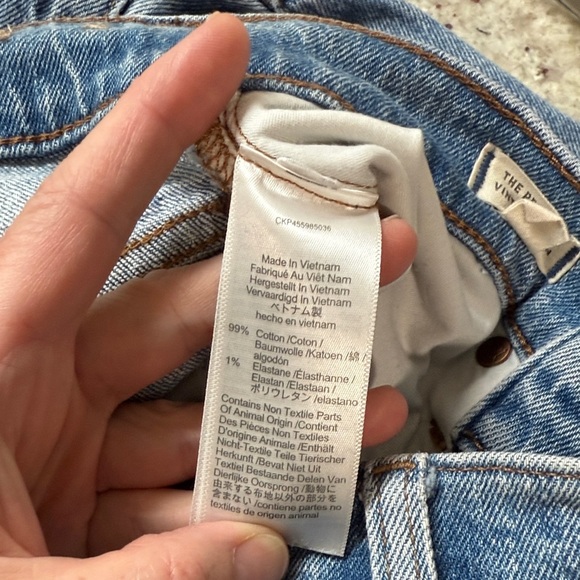 CKP455985036
Made In Vietnam
Fabriqué Au Viêt Nam
Hergestellt In Vietnam
Vervaardigd In Vietnam
ベトナム製
hecho en vietnam
99% Cotton /Coton /
Baumwolle /Katoen /綿 /
algodón
1% Elastane /Élasthanne /
Elastan /Elastaan /
ポリウレタン /elastano
Contains Non Textile Parts
Of Animal Origin /Contient
Des Pièces Non Textiles
D'origine Animale /Enthält
Nicht-Textile Teile Tierischer
Herkunft /Bevat Niet Uit
Textiel Bestaande Delen Van
Dierlijke Oorsprong /動物に
由来する布地以外の部分を
含まない /contiene partes no
textiles de origen animal
THE
VIN